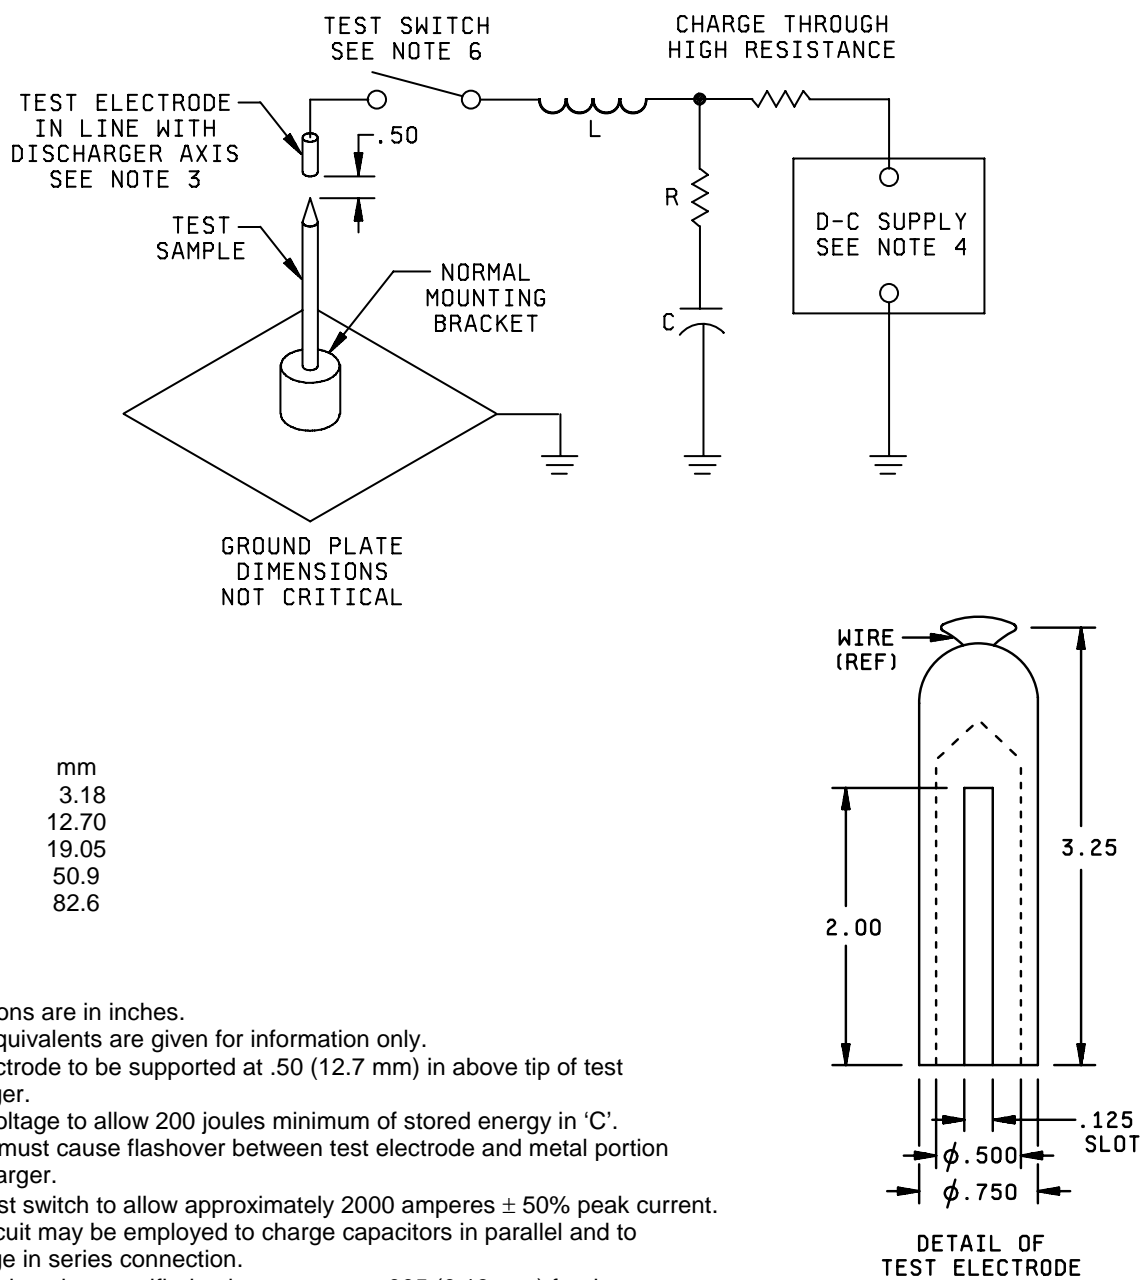 TEST SWITCH
SEE NOTE 6
CHARGE THROUGH
HIGH RESISTANCE
TEST ELECTRODE
IN LINE WITH
DISCHARGER AXIS
SEE NOTE 3
.50
L
R
C
D-C SUPPLY
SEE NOTE 4
TEST
SAMPLE
NORMAL
MOUNTING
BRACKET
GROUND PLATE
DIMENSIONS
NOT CRITICAL
WIRE
(REF)
3.25
2.00
.125
SLOT
ϕ.500
ϕ.750
DETAIL OF
TEST ELECTRODE
mm
3.18
12.70
19.05
50.9
82.6
ons are in inches.
quivalents are given for information only.
ctrode to be supported at .50 (12.7 mm) in above tip of test
ger.
oltage to allow 200 joules minimum of stored energy in ‘C’.
must cause flashover between test electrode and metal portion
arger.
st switch to allow approximately 2000 amperes ± 50% peak current.
cuit may be employed to charge capacitors in parallel and to
ge in series connection.